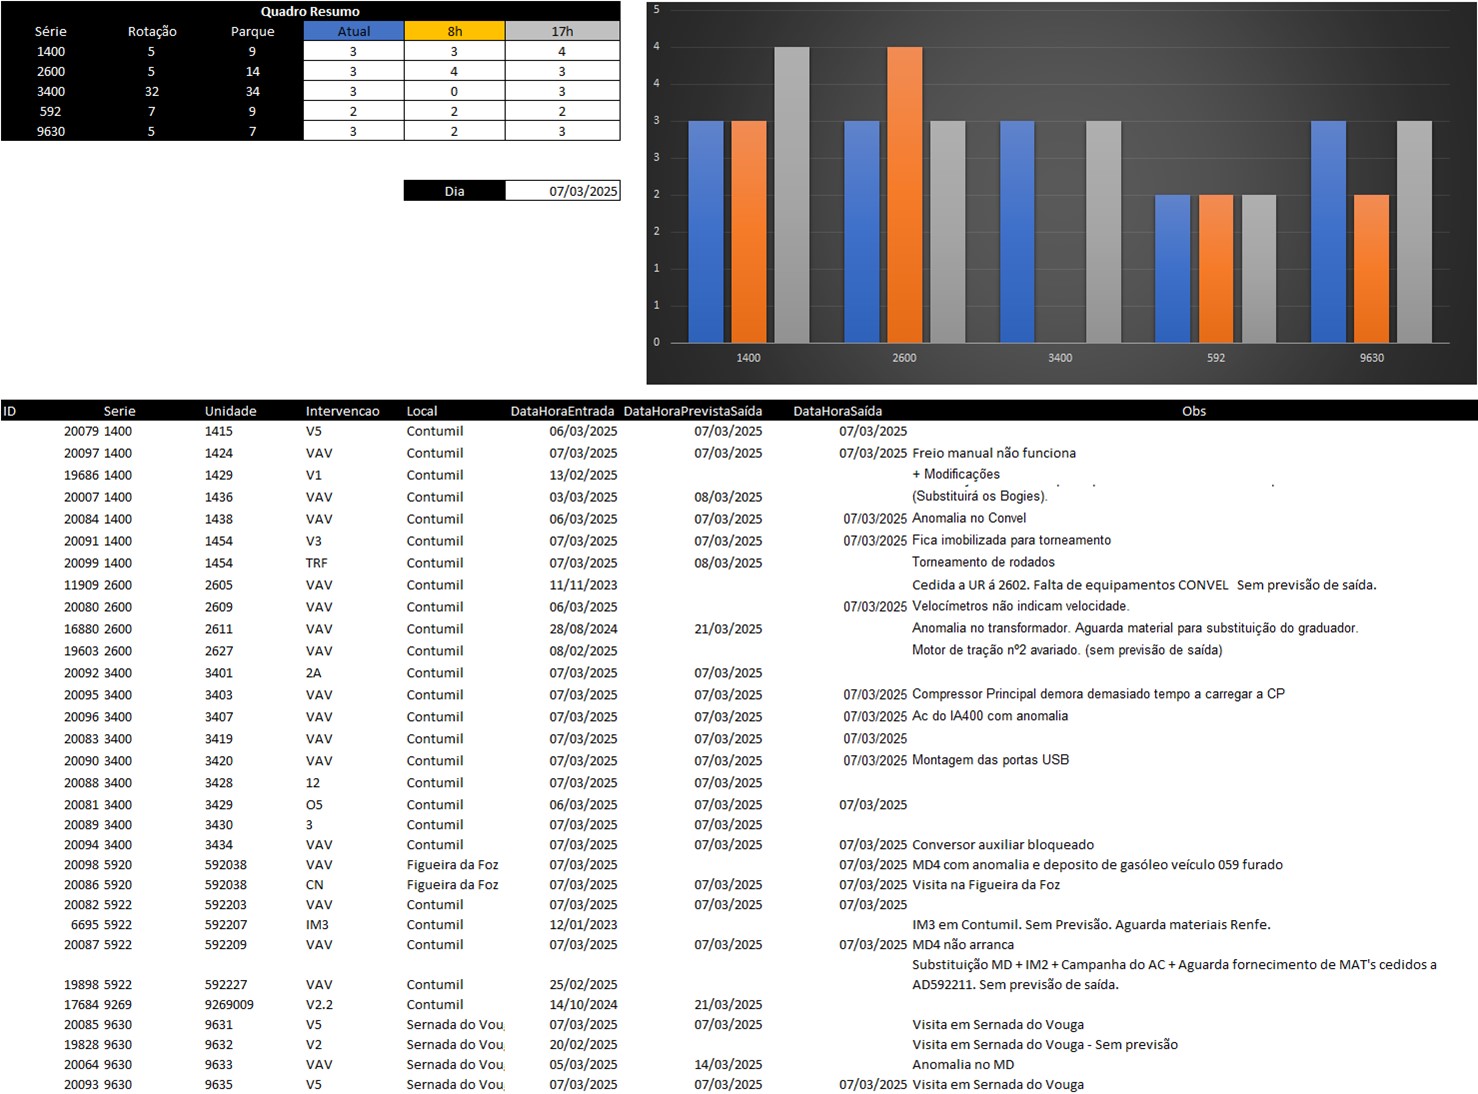 Quadro Resumo
Série Rotação Parque Atual 8h 17h
1400 5 9 3 3 4
2600 5 14 3 4 3
3400 32 34 3 0 3
592 7 9 2 2 2
9630 5 7 3 2 3
Dia 07/03/2025
5
4
4
3
3
2
2
1
1
0
1400 2600 3400 592 9630
ID Serie Unidade Intervencao Local DataHoraEntrada DataHoraPrevistaSaída DataHoraSaída Obs
20079 1400 1415 V5 Contumil 06/03/2025 07/03/2025 07/03/2025
20097 1400 1424 VAV Contumil 07/03/2025 07/03/2025 07/03/2025 Freio manual não funciona
19686 1400 1429 V1 Contumil 13/02/2025 + Modificações
20007 1400 1436 VAV Contumil 03/03/2025 08/03/2025 (Substituirá os Bogies).
20084 1400 1438 VAV Contumil 06/03/2025 07/03/2025 07/03/2025 Anomalia no Convel
20091 1400 1454 V3 Contumil 07/03/2025 07/03/2025 07/03/2025 Fica imobilizada para torneamento
20099 1400 1454 TRF Contumil 07/03/2025 08/03/2025 Torneamento de rodados
11909 2600 2605 VAV Contumil 11/11/2023 Cedida a UR á 2602. Falta de equipamentos CONVEL Sem previsão de saída.
20080 2600 2609 VAV Contumil 06/03/2025 07/03/2025 Velocímetros não indicam velocidade.
16880 2600 2611 VAV Contumil 28/08/2024 21/03/2025 Anomalia no transformador. Aguarda material para substituição do graduador.
19603 2600 2627 VAV Contumil 08/02/2025 Motor de tração nº2 avariado. (sem previsão de saída)
20092 3400 3401 2A Contumil 07/03/2025 07/03/2025
20095 3400 3403 VAV Contumil 07/03/2025 07/03/2025 07/03/2025 Compressor Principal demora demasiado tempo a carregar a CP
20096 3400 3407 VAV Contumil 07/03/2025 07/03/2025 07/03/2025 Ac do IA400 com anomalia
20083 3400 3419 VAV Contumil 07/03/2025 07/03/2025 07/03/2025
20090 3400 3420 VAV Contumil 07/03/2025 07/03/2025 07/03/2025 Montagem das portas USB
20088 3400 3428 12 Contumil 07/03/2025 07/03/2025
20081 3400 3429 O5 Contumil 06/03/2025 07/03/2025 07/03/2025
20089 3400 3430 3 Contumil 07/03/2025 07/03/2025
20094 3400 3434 VAV Contumil 07/03/2025 07/03/2025 07/03/2025 Conversor auxiliar bloqueado
20098 5920 592038 VAV Figueira da Foz 07/03/2025 07/03/2025 MD4 com anomalia e deposito de gasóleo veículo 059 furado
20086 5920 592038 CN Figueira da Foz 07/03/2025 07/03/2025 07/03/2025 Visita na Figueira da Foz
20082 5922 592203 VAV Contumil 07/03/2025 07/03/2025 07/03/2025
6695 5922 592207 IM3 Contumil 12/01/2023 IM3 em Contumil. Sem Previsão. Aguarda materiais Renfe.
20087 5922 592209 VAV Contumil 07/03/2025 07/03/2025 07/03/2025 MD4 não arranca
Substituição MD + IM2 + Campanha do AC + Aguarda fornecimento de MAT's cedidos a
19898 5922 592227 VAV Contumil 25/02/2025 AD592211. Sem previsão de saída.
17684 9269 9269009 V2.2 Contumil 14/10/2024 21/03/2025
20085 9630 9631 V5 Sernada do Vou 07/03/2025 07/03/2025 Visita em Sernada do Vouga
19828 9630 9632 V2 Sernada do Vou 20/02/2025 Visita em Sernada do Vouga - Sem previsão
20064 9630 9633 VAV Sernada do Vou 05/03/2025 14/03/2025 Anomalia no MD
20093 9630 9635 V5 Sernada do Vou 07/03/2025 07/03/2025 07/03/2025 Visita em Sernada do Vouga